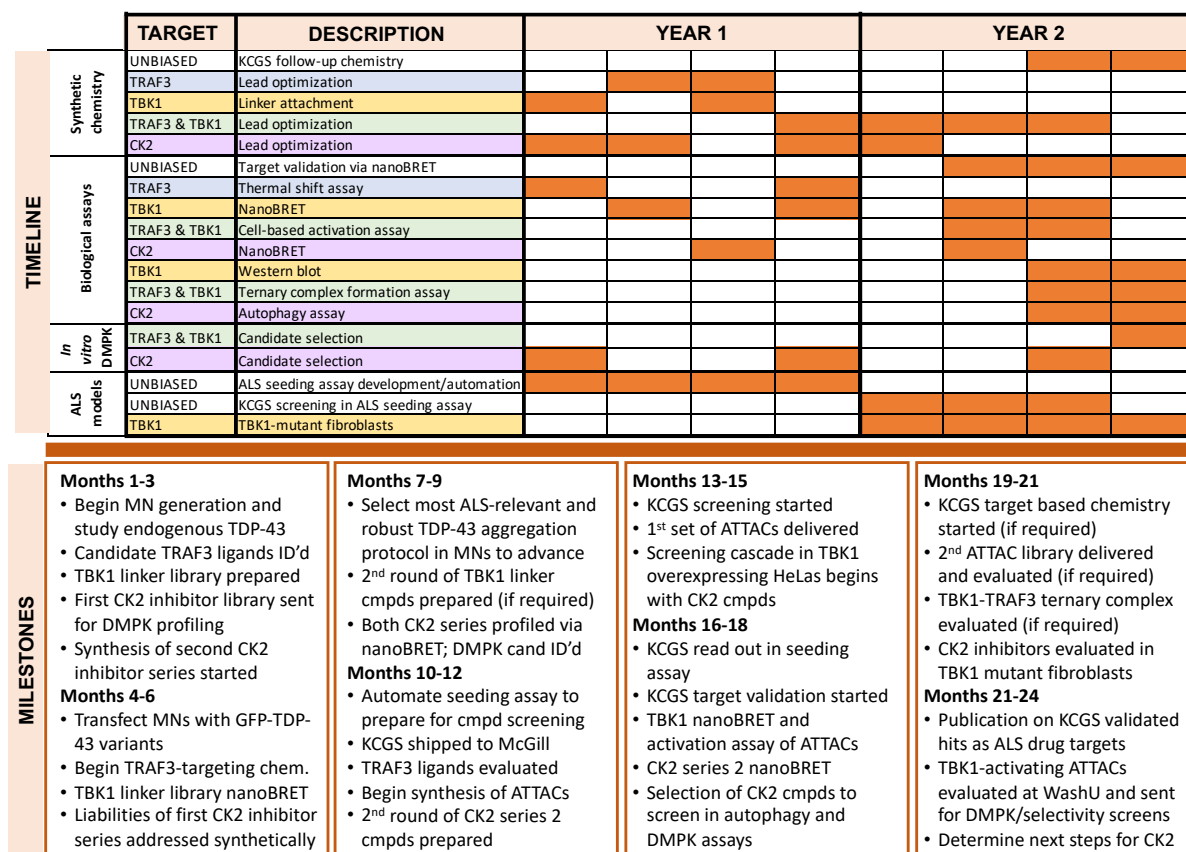 TARGET DESCRIPTION YEAR 1 YEAR 2
TIMELINE
Synthetic
chemistry
UNBIASED KCGS follow-up chemistry
TRAF3 Lead optimization
TBK1 Linker attachment
TRAF3 & TBK1 Lead optimization
CK2 Lead optimization
Biological assays
UNBIASED Target validation via nanoBRET
TRAF3 Thermal shift assay
TBK1 NanoBRET
TRAF3 & TBK1 Cell-based activation assay
CK2 NanoBRET
TBK1 Western blot
TRAF3 & TBK1 Ternary complex formation assay
CK2 Autophagy assay
In
vitro
DMPK
TRAF3 & TBK1 Candidate selection
CK2 Candidate selection
ALS
models
UNBIASED ALS seeding assay development/automation
UNBIASED KCGS screening in ALS seeding assay
TBK1 TBK1-mutant fibroblasts
MILESTONES
Months 1-3
• Begin MN generation and
study endogenous TDP-43
• Candidate TRAF3 ligands ID’d
• TBK1 linker library prepared
• First CK2 inhibitor library sent
for DMPK profiling
• Synthesis of second CK2
inhibitor series started
Months 4-6
• Transfect MNs with GFP-TDP-
43 variants
• Begin TRAF3-targeting chem.
• TBK1 linker library nanoBRET
• Liabilities of first CK2 inhibitor
series addressed synthetically
Months 7-9
• Select most ALS-relevant and
robust TDP-43 aggregation
protocol in MNs to advance
• 2nd round of TBK1 linker
cmpds prepared (if required)
• Both CK2 series profiled via
nanoBRET; DMPK cand ID’d
Months 10-12
• Automate seeding assay to
prepare for cmpd screening
• KCGS shipped to McGill
• TRAF3 ligands evaluated
• Begin synthesis of ATTACs
• 2nd round of CK2 series 2
cmpds prepared
Months 13-15
• KCGS screening started
• 1st set of ATTACs delivered
• Screening cascade in TBK1
overexpressing HeLas begins
with CK2 cmpds
Months 16-18
• KCGS read out in seeding
assay
• KCGS target validation started
• TBK1 nanoBRET and
activation assay of ATTACs
• CK2 series 2 nanoBRET
• Selection of CK2 cmpds to
screen in autophagy and
DMPK assays
Months 19-21
• KCGS target based chemistry
started (if required)
• 2nd ATTAC library delivered
and evaluated (if required)
• TBK1-TRAF3 ternary complex
evaluated (if required)
• CK2 inhibitors evaluated in
TBK1 mutant fibroblasts
Months 21-24
• Publication on KCGS validated
hits as ALS drug targets
• TBK1-activating ATTACs
evaluated at WashU and sent
for DMPK/selectivity screens
• Determine next steps for CK2